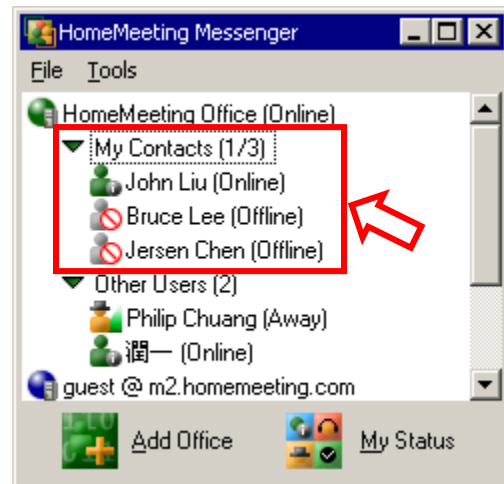 HomeMeeting Messenger
File Tools
HomeMeeting Office (Online)
My Contacts (1/3)
John Liu (Online)
Bruce Lee (Offline)
Jersen Chen (Offline)
Other Users (2)
Philip Chuang (Away)
潤一 (Online)
guest @ m2.homemeeting.com
Add Office My Status